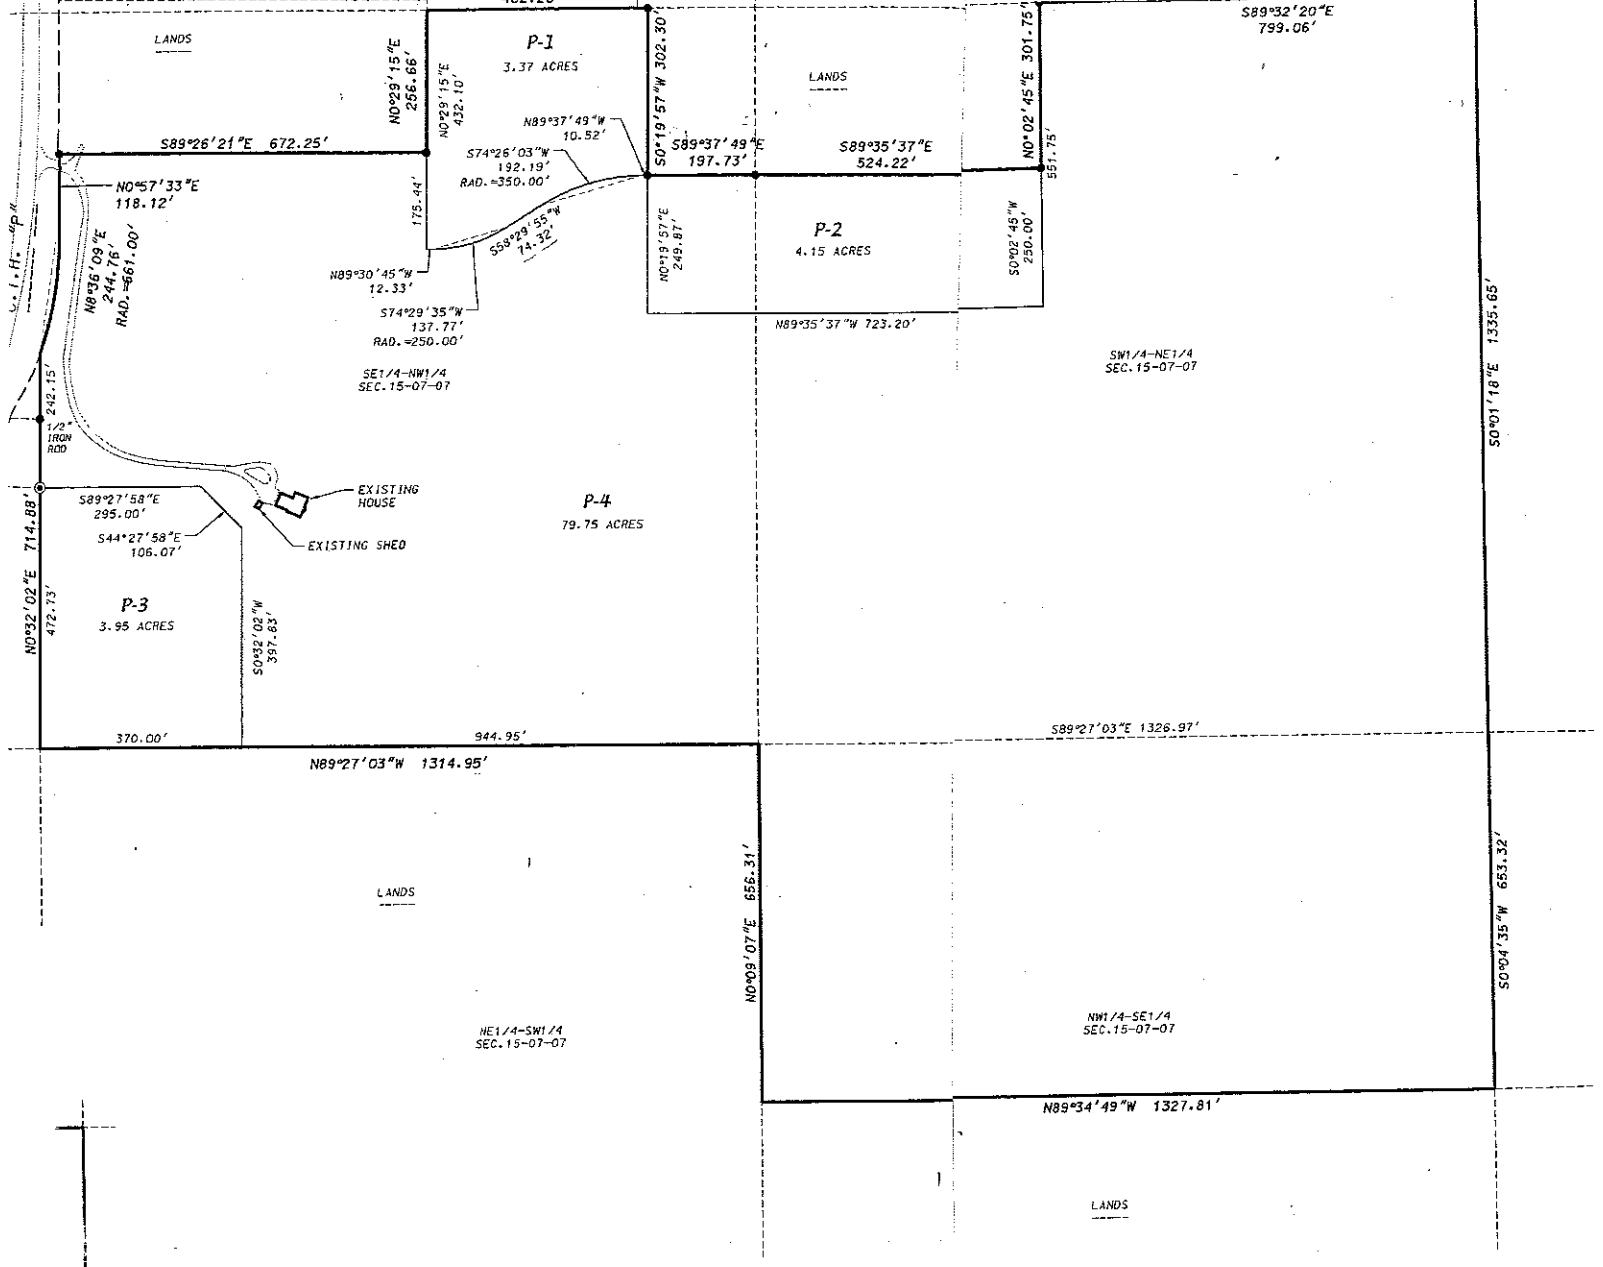 S89°32'20"E
799.06'
LANDS
N0°29'15"E
256.66'
N0°29'15"E
432.10'
P-1
3.37 ACRES
S0°19'57"W 302.30'
LANDS
N0°02'45"E 301.75'
551.75'
S89°26'21"E 672.25'
N89°37'49"W
10.52'
S74°26'03"W
192.19'
RAD.=350.00'
S89°37'49"E
197.73'
S89°35'37"E
524.22'
N0°57'33"E
118.12'
175.44'
S58°29'55"W
74.32'
N0°19'57"E
249.87'
P-2
4.15 ACRES
S0°02'45"W
250.00'
C.T.H. "P"
N8°36'09"E
244.76'
RAD.=661.00'
N89°30'45"W
12.33'
S74°29'35"W
137.77'
RAD.=250.00'
N89°35'37"W 723.20'
S0°01'18"E 1335.65'
SE1/4-NW1/4
SEC.15-07-07
SW1/4-NE1/4
SEC.15-07-07
242.15'
1/2"
IRON
ROD
EXISTING
HOUSE
S89°27'58"E
295.00'
S44°27'58"E
106.07'
EXISTING SHED
P-4
79.75 ACRES
N0°32'02"E 714.88'
472.73'
P-3
3.95 ACRES
S0°32'02"W
397.83'
370.00'
944.95'
S89°27'03"E 1326.97'
N89°27'03"W 1314.95'
LANDS
N0°09'07"E 656.31'
S0°04'35"W 653.32'
NE1/4-SW1/4
SEC.15-07-07
NW1/4-SE1/4
SEC.15-07-07
N89°34'49"W 1327.81'
LANDS